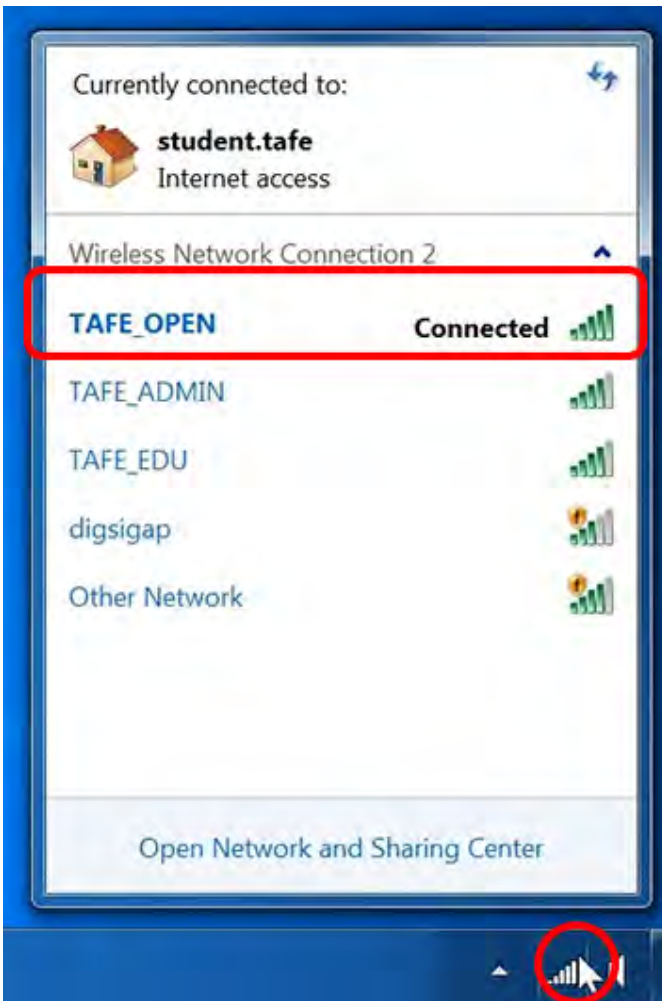 Currently connected to:
student.tafe
Internet access
Wireless Network Connection 2
TAFE_OPEN Connected
TAFE_ADMIN
TAFE_EDU
digsigap
Other Network
Open Network and Sharing Center